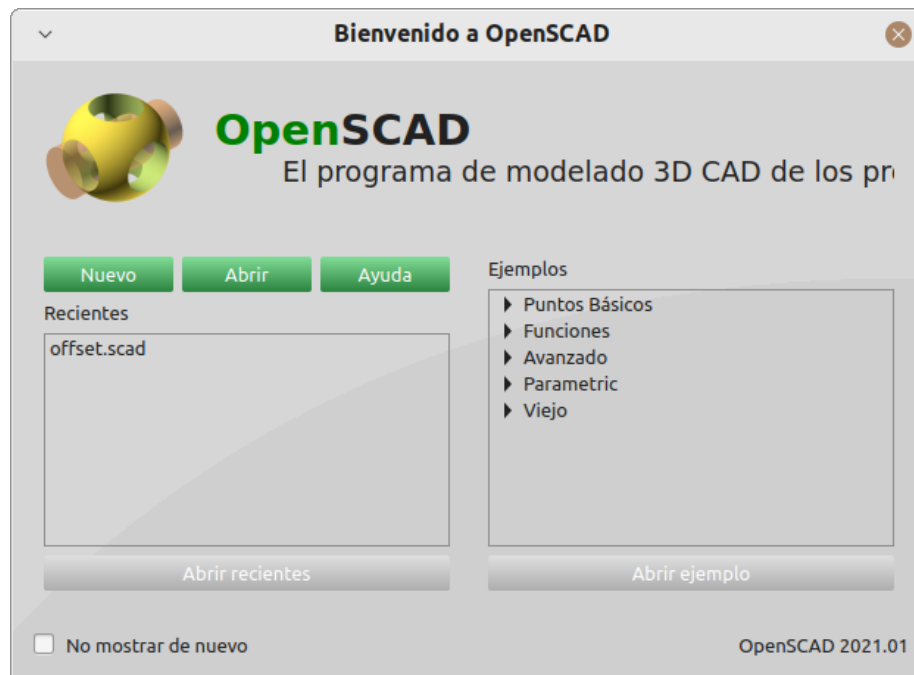 Bienvenido a OpenSCAD
OpenSCAD
El programa de modelado 3D CAD de los
Nuevo
Abrir
Ayuda
Recientes
offset.scad
Abrir recientes
Ejemplos
Puntos Básicos
Funciones
Avanzado
Parametric
Viejo
Abrir ejemplo
No mostrar de nuevo
OpenSCAD 2021.01